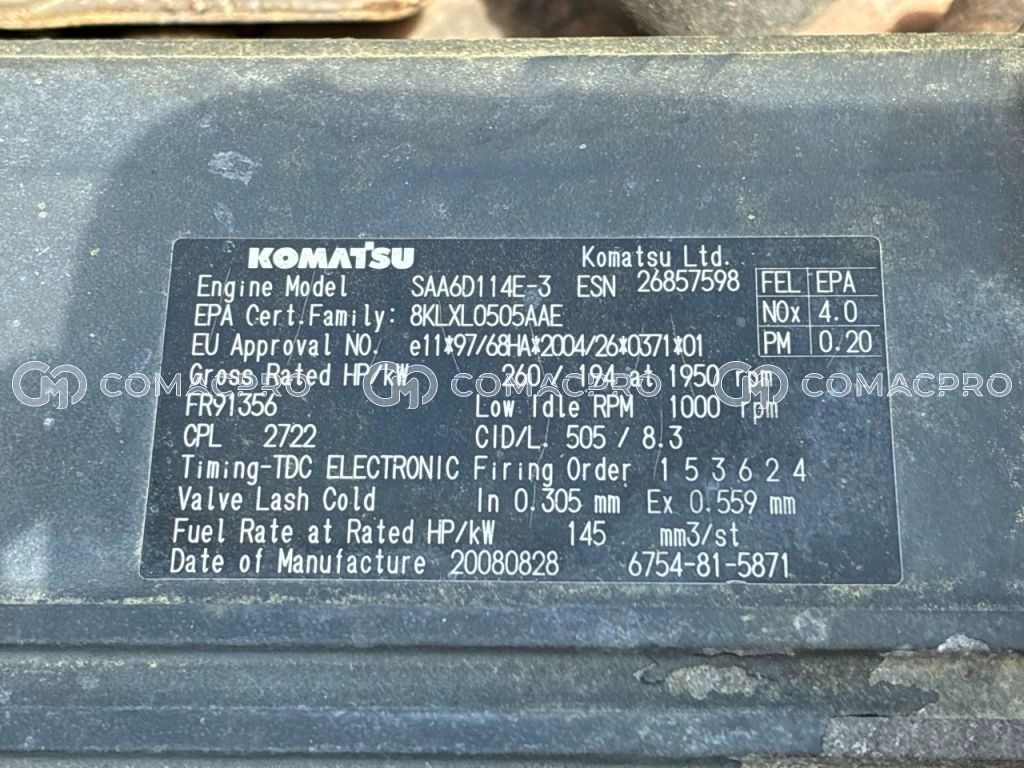 KOMATSU Komatsu Ltd.
Engine Model SAA6D114E-3 ESN 26857598 FEL EPA
EPA Cert.Family: 8KLXL0505AAE NOx 4.0
EU Approval NO. e11*97/68HA*2004/26*0371*01 PM 0.20
Gross Rated HP/kW 260 / 194 at 1950 rpm
COMACPRO COMACPRO COMACPRO
FR91356 Low Idle RPM 1000 rpm
CPL 2722 CID/L. 505 / 8.3
Timing-TDC ELECTRONIC Firing Order 1 5 3 6 2 4
Valve Lash Cold In 0.305 mm Ex 0.559 mm
Fuel Rate at Rated HP/kW 145 mm3/st
Date of Manufacture 20080828 6754-81-5871